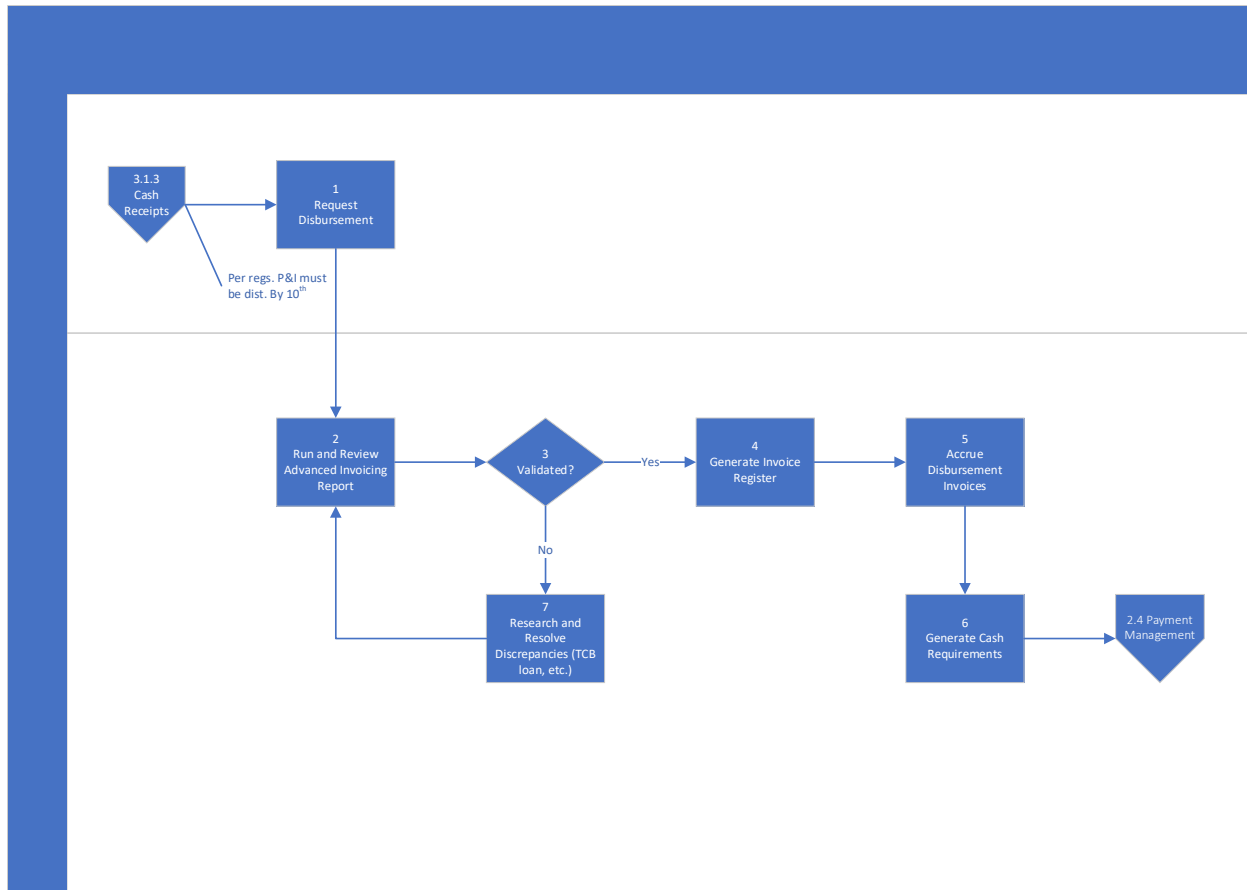 3.1.3
Cash
Receipts
1
Request
Disbursement
Per regs. P&I must
be dist. By 10th
2
Run and Review
Advanced Invoicing
Report
3
Validated?
Yes
4
Generate Invoice
Register
5
Accrue
Disbursement
Invoices
No
7
Research and
Resolve
Discrepancies (TCB
loan, etc.)
6
Generate Cash
Requirements
2.4 Payment
Management